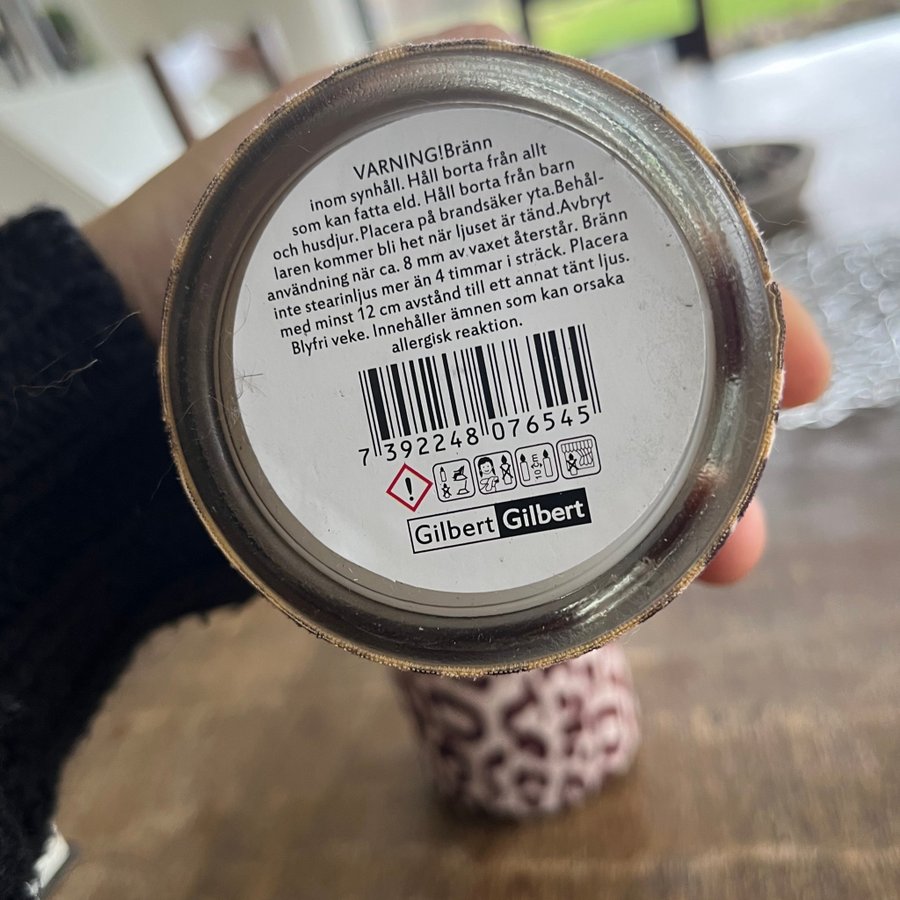 VARNING!Bränn
inom synhåll. Håll borta från allt
som kan fatta eld. Håll borta från barn
och husdjur. Placera på brandsäker yta.Behål-
laren kommer bli het när ljuset är tänd.Avbryt
användning när ca. 8 mm av vaxet återstår. Bränn
inte stearinljus mer än 4 timmar i sträck. Placera
med minst 12 cm avstånd till ett annat tänt ljus.
Blyfri veke. Innehåller ämnen som kan orsaka
allergisk reaktion.
7 392248 076545
10 cm
Gilbert Gilbert